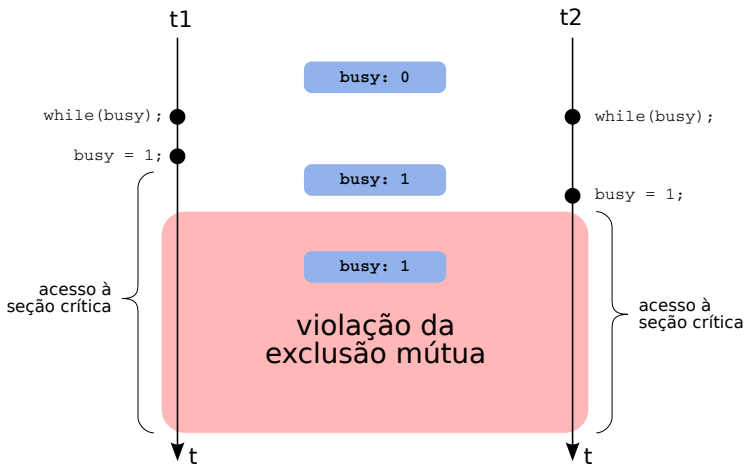 t1
t2
busy: 0
while(busy);
while(busy);
busy = 1;
busy: 1
busy = 1;
busy: 1
acesso à
seção crítica
acesso à
seção crítica
violação da
exclusão mútua
t
t